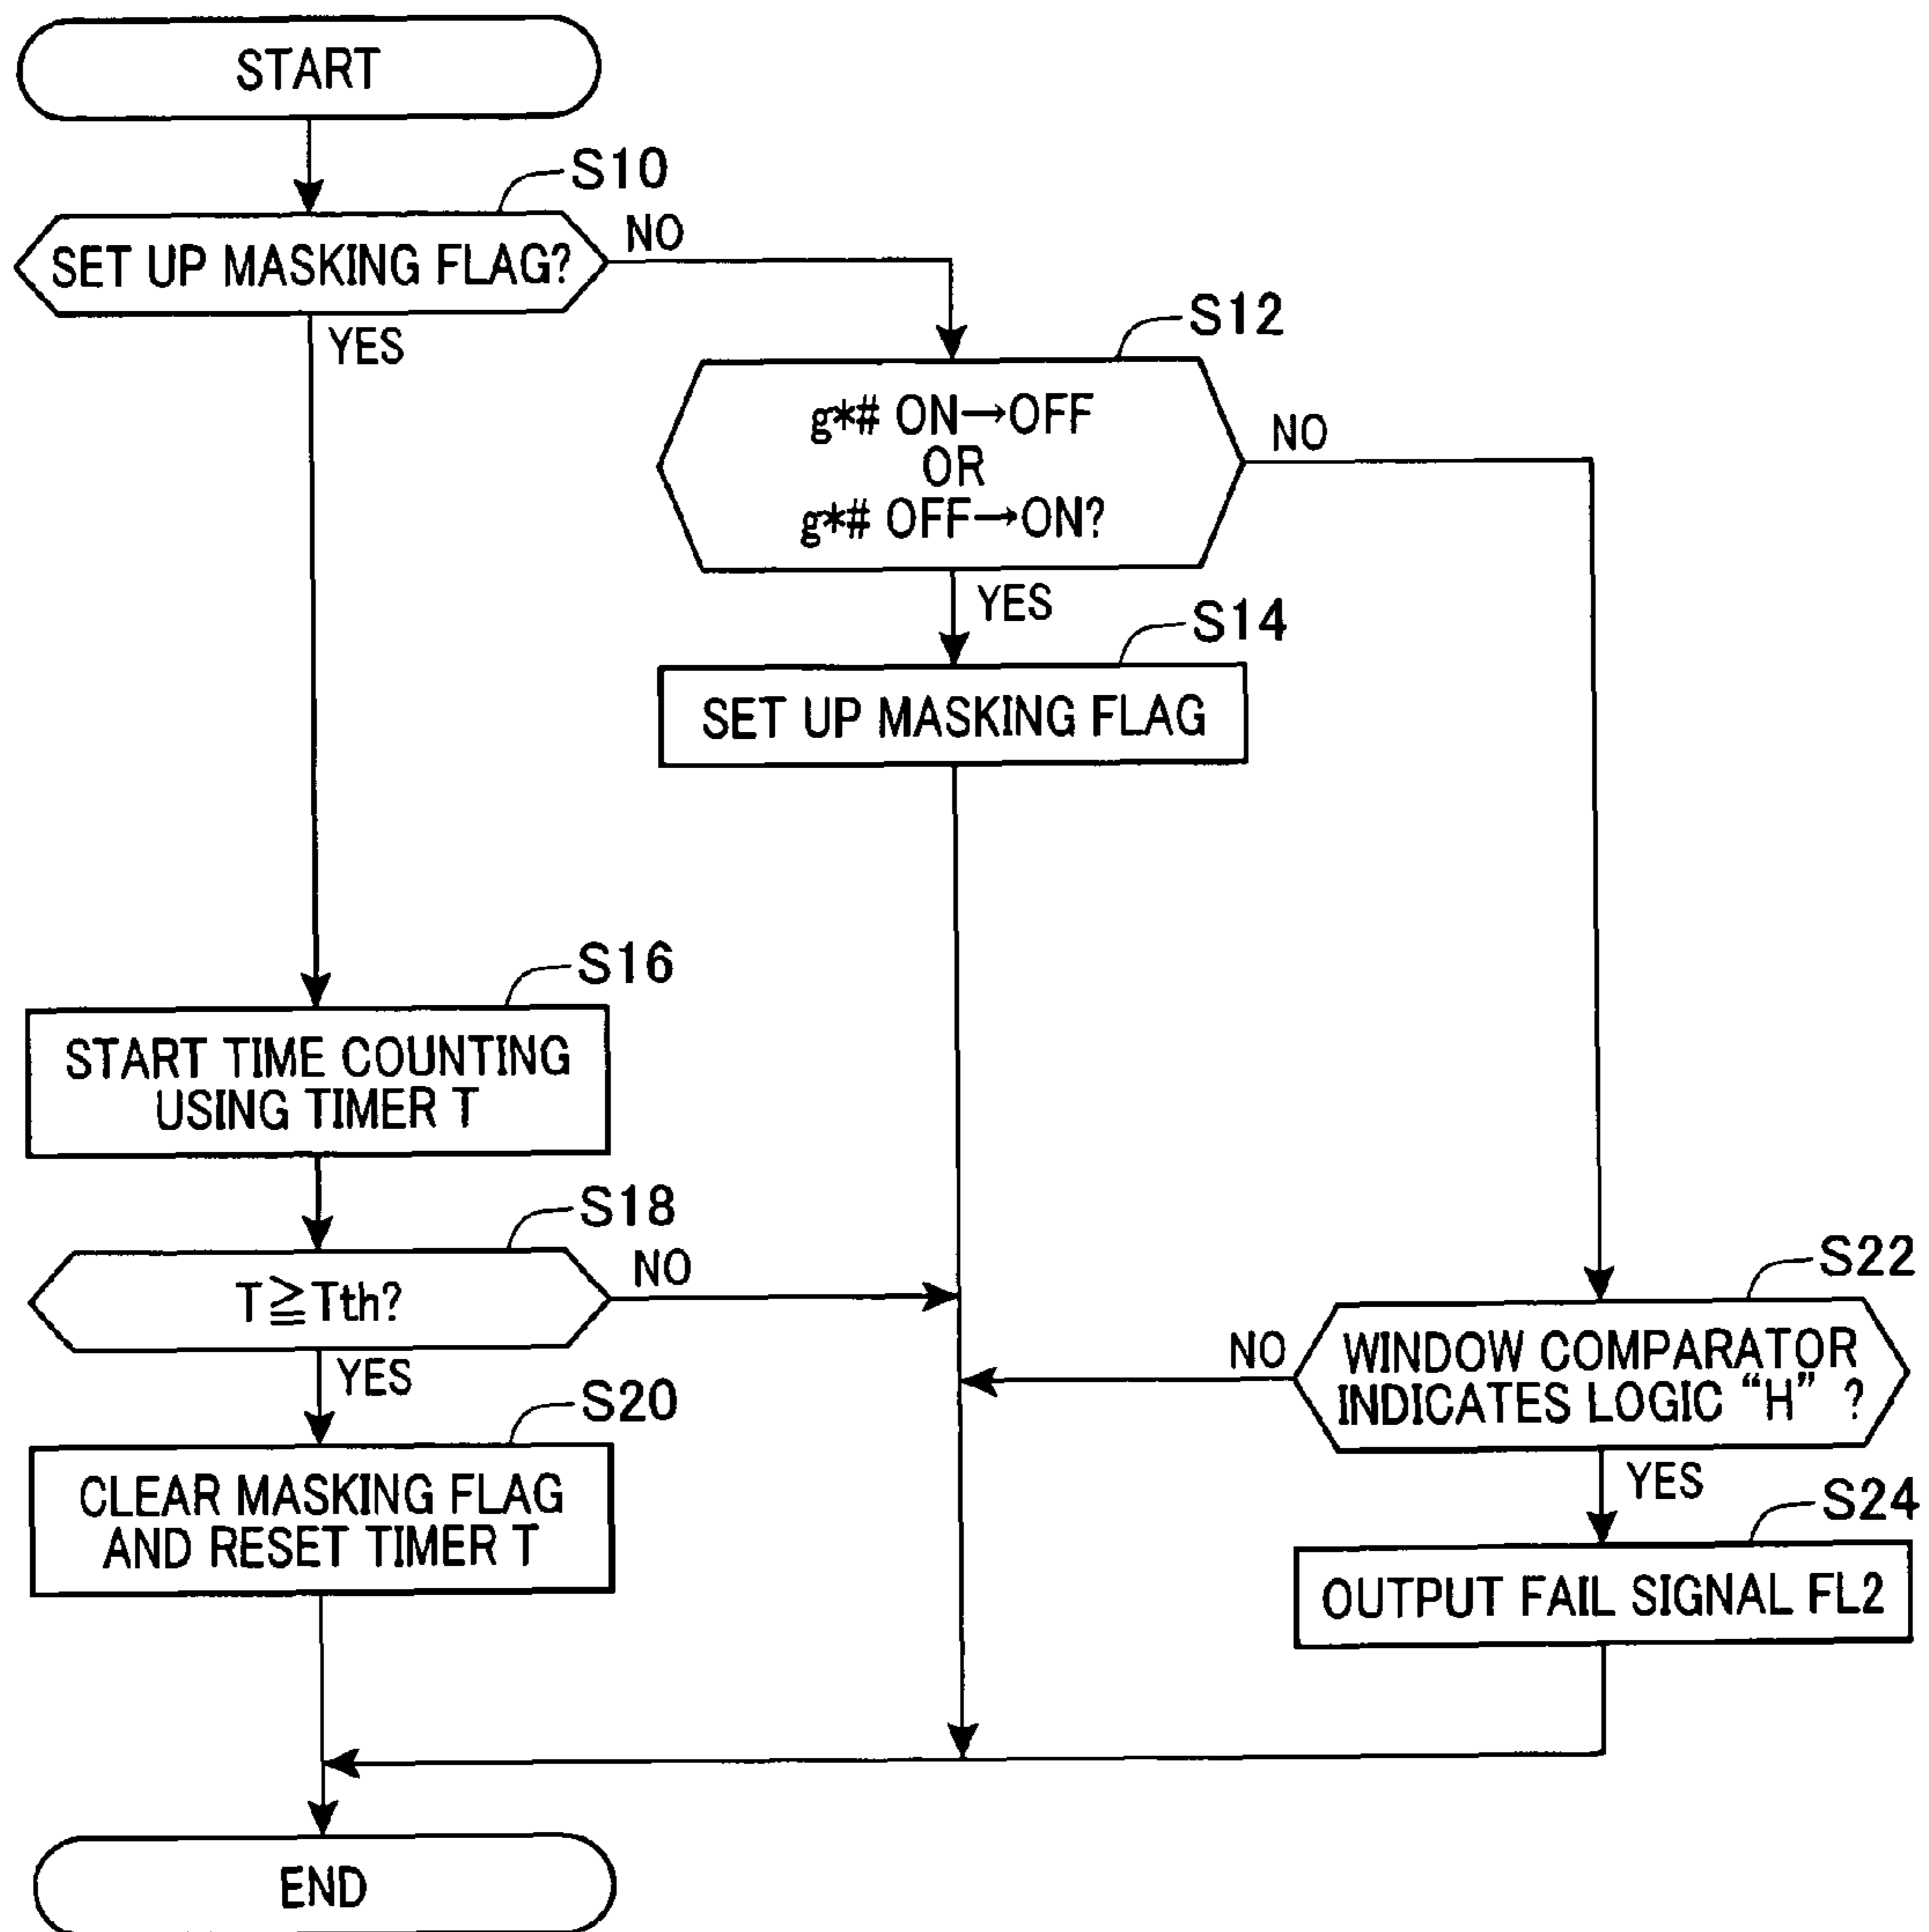 START
S10
SET UP MASKING FLAG?
NO
YES
S12
g*# ON→OFF
OR
g*# OFF→ON?
NO
YES
S14
SET UP MASKING FLAG
S16
START TIME COUNTING
USING TIMER T
S18
T≧Tth?
NO
YES
S20
CLEAR MASKING FLAG
AND RESET TIMER T
S22
WINDOW COMPARATOR
INDICATES LOGIC “H” ?
NO
YES
S24
OUTPUT FAIL SIGNAL FL2
END